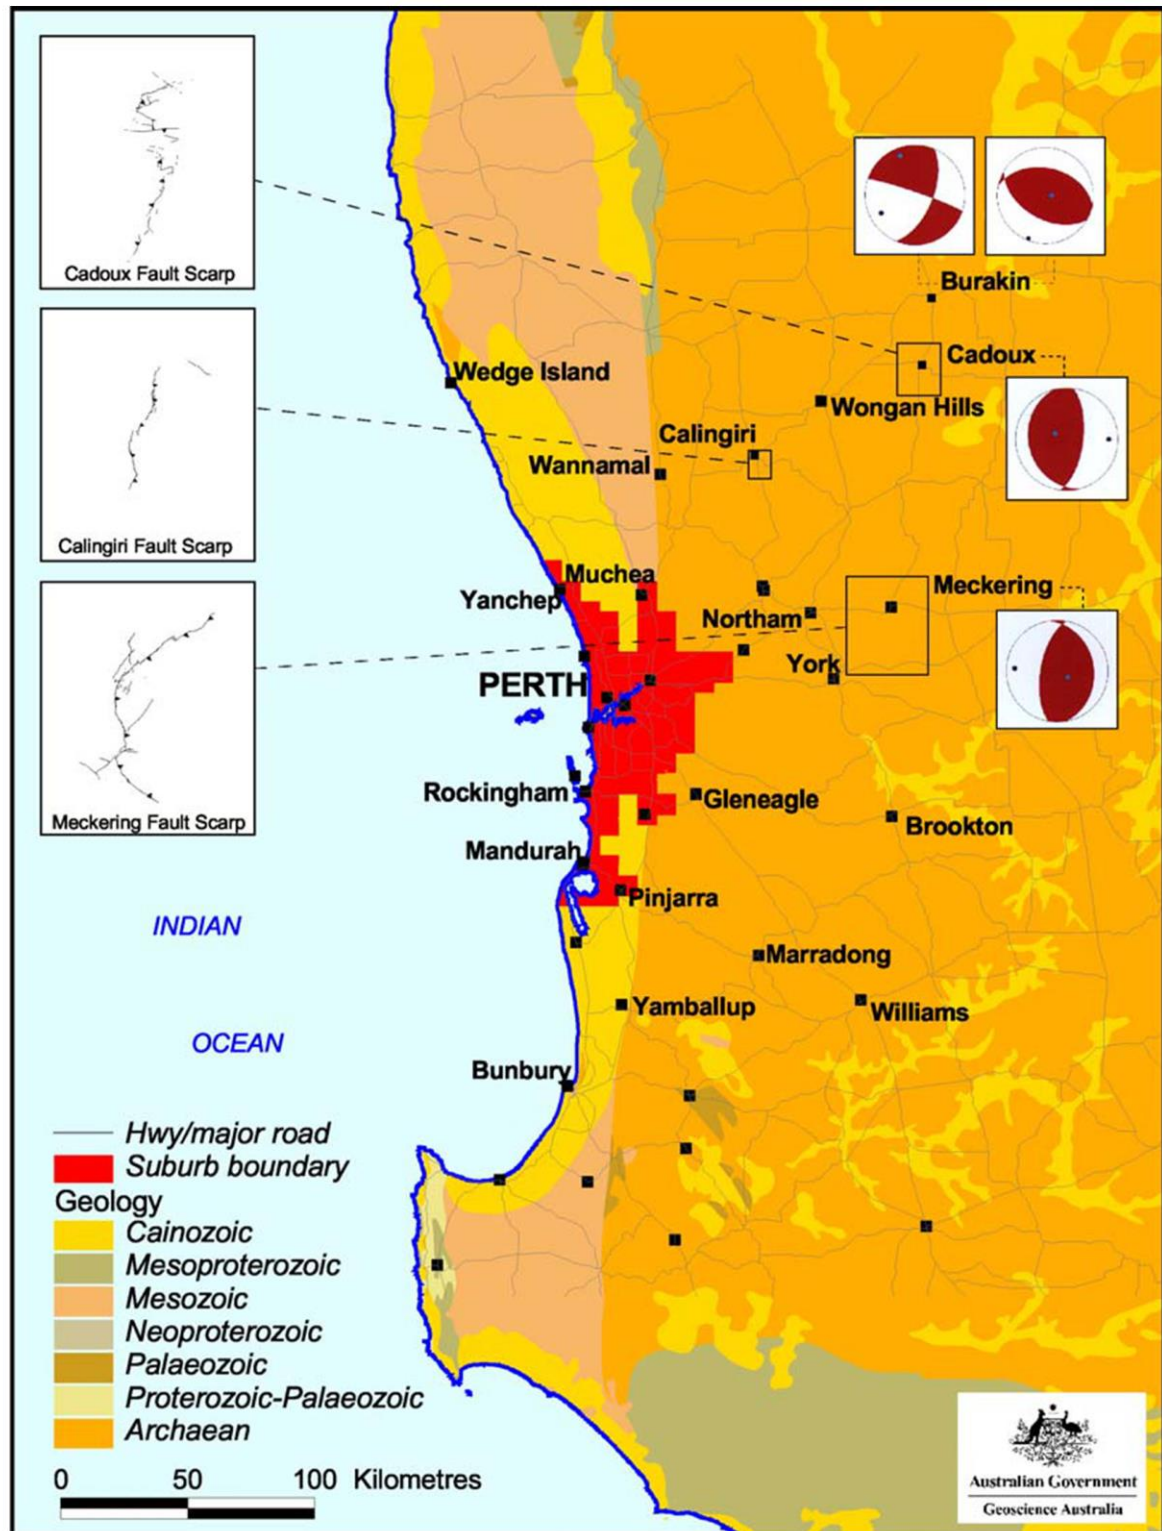 Cadoux Fault Scarp
Burakin
Cadoux
Wedge Island
Wongan Hills
Calingiri
Wannamal
Calingiri Fault Scarp
Muchea
Meckering
Yanchep
Northam
York
PERTH
Rockingham
Gleneagle
Meckering Fault Scarp
Brookton
Mandurah
Pinjarra
INDIAN
Marradong
Yamballup
Williams
OCEAN
Bunbury
Hwy/major road
Suburb boundary
Geology
Cainozoic
Mesoproterozoic
Mesozoic
Neoproterozoic
Palaeozoic
Proterozoic-Palaeozoic
Archaean
0 50 100 Kilometres
Australian Government
Geoscience Australia